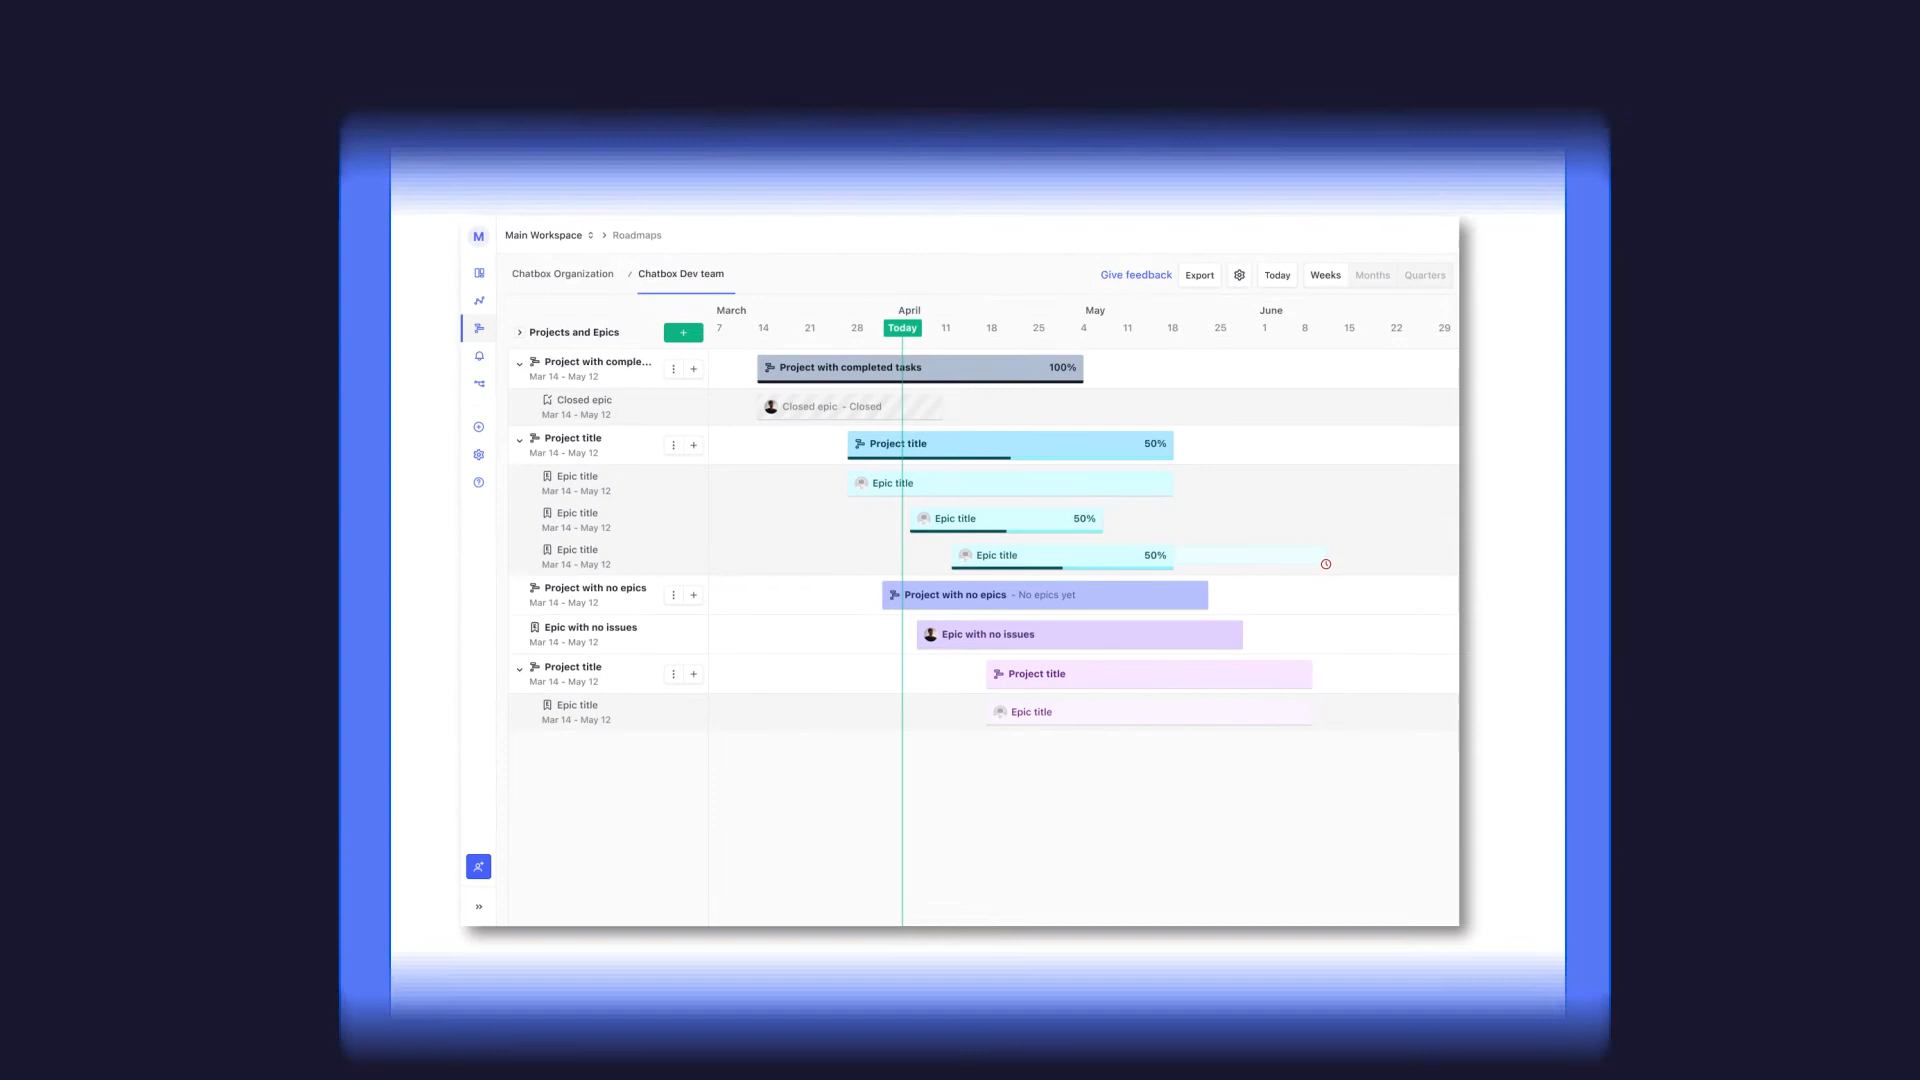 M
Main Workspace > Roadmaps
Chatbox Organization / Chatbox Dev team
Give feedback Export Today Weeks Months Quarters
March April May June
7 14 21 28 Today 11 18 25 4 11 18 25 1 8 15 22 29
Projects and Epics +
Project with comple...
Mar 14 - May 12
Project with completed tasks 100%
Closed epic
Mar 14 - May 12
Closed epic - Closed
Project title
Mar 14 - May 12
Project title 50%
Epic title
Mar 14 - May 12
Epic title
Epic title
Mar 14 - May 12
Epic title 50%
Epic title
Mar 14 - May 12
Epic title 50%
Project with no epics
Mar 14 - May 12
Project with no epics - No epics yet
Epic with no issues
Mar 14 - May 12
Epic with no issues
Project title
Mar 14 - May 12
Project title
Epic title
Mar 14 - May 12
Epic title